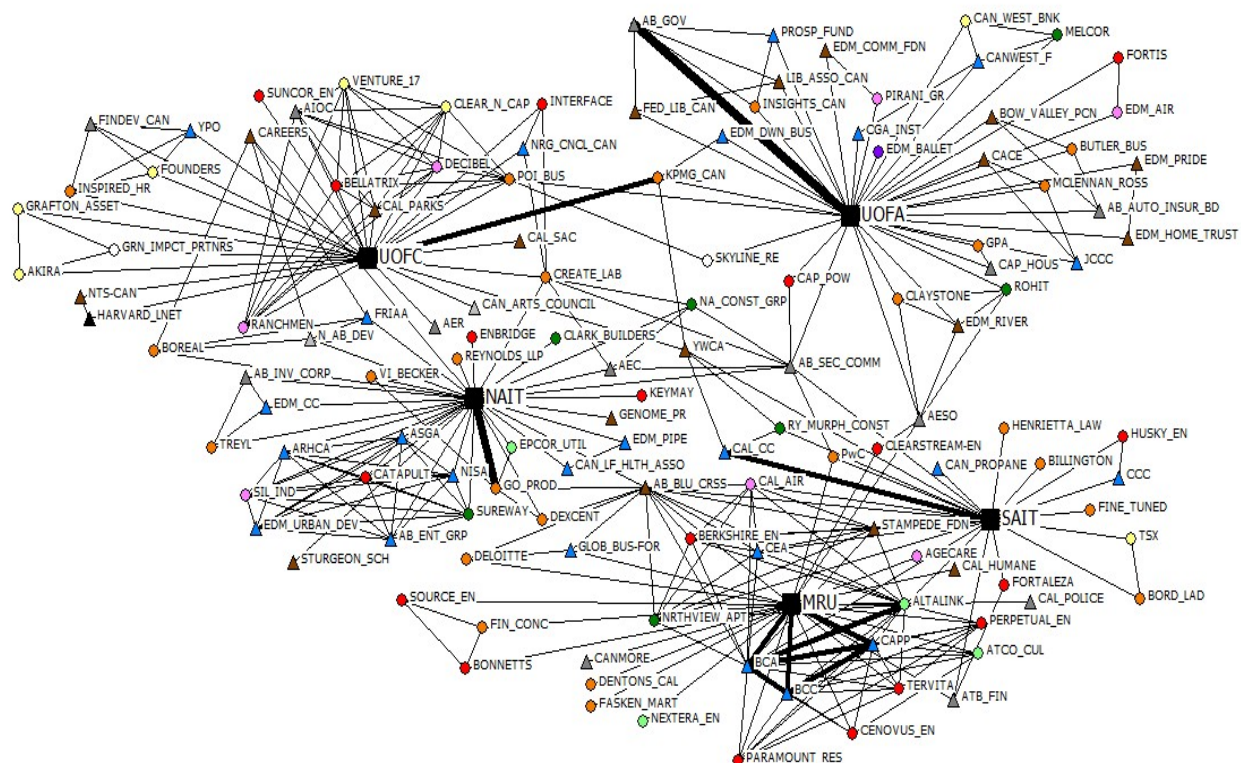 AB_GOV
CAN_WEST_BNK
PROSP_FUND
MELCOR
EDM_COMM_FDN
CANWEST_F
FORTIS
LIB_ASSO_CAN
VENTURE_17
SUNCOR_EN
PIRANI_GR
AIOC
CLEAR_N_CAP
INTERFACE
FED_LIB_CAN
INSIGHTS_CAN
BOW_VALLEY_PCN
EDM_AIR
FINDEV_CAN
YPO
CAREERS
EDM_DWN_BUS
CGA_INST
NRG_CNCL_CAN
EDM_BALLET
BUTLER_BUS
CACE
EDM_PRIDE
FOUNDERS
DECIBEL
POI_BUS
KPMG_CAN
INSPIRED_HR
BELLATRIX
MCLENNAN_ROSS
GRAFTON_ASSET
CAL_PARKS
UOFA
AB_AUTO_INSUR_BD
CAL_SAC
EDM_HOME_TRUST
GRN_IMPCT_PRTNRS
GPA
UOFC
SKYLINE_RE
CAP_HOUS
JCCC
AKIRA
CREATE_LAB
CAP_POW
ROHIT
NTS-CAN
CLAYSTONE
CAN_ARTS_COUNCIL
NA_CONST_GRP
HARVARD_LNET
FRIAA
RANCHMEN
AER
EDM_RIVER
N_AB_DEV
ENBRIDGE
CLARK_BUILDERS
BOREAL
REYNOLDS_LLP
YWCA
AEC
AB_SEC_COMM
AB_INV_CORP
VI_BECKER
NAIT
KEYMAY
EDM_CC
GENOME_PR
AESO
RY_MURPH_CONST
HENRIETTA_LAW
ASGA
EDM_PIPE
HUSKY_EN
TREYL
EPCOR_UTIL
ARHCA
CAL_CC
PwC
CLEARSTREAM-EN
BILLINGTON
CATAPULT
NISA
CAN_LF_HLTH_ASSO
CAN_PROPANE
CCC
SIL_IND
GO_PROD
AB_BLU_CRSS
CAL_AIR
FINE_TUNED
SUREWAY
DEXCENT
SAIT
EDM_URBAN_DEV
STAMPEDE_FDN
AB_ENT_GRP
BERKSHIRE_EN
TSX
GLOB_BUS-FOR
CEA
STURGEON_SCH
DELOITTE
AGECARE
CAL_HUMANE
FORTALEZA
SOURCE_EN
MRU
ALTALINK
CAL_POLICE
BORD_LAD
NRTHVIEW_APT
PERPETUAL_EN
FIN_CONC
CAPP
ATCO_CUL
CANMORE
BCAE
BONNETTS
DENTONS_CAL
BCC
TERVITA
ATB_FIN
FASKEN_MART
NEXTERA_EN
CENOVUS_EN
PARAMOUNT_RES